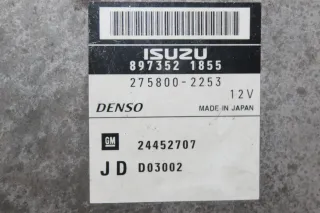 ISUZU
897352 1855
275800-2253
12V
DENSO MADE IN JAPAN
GM 24452707
JD D03002